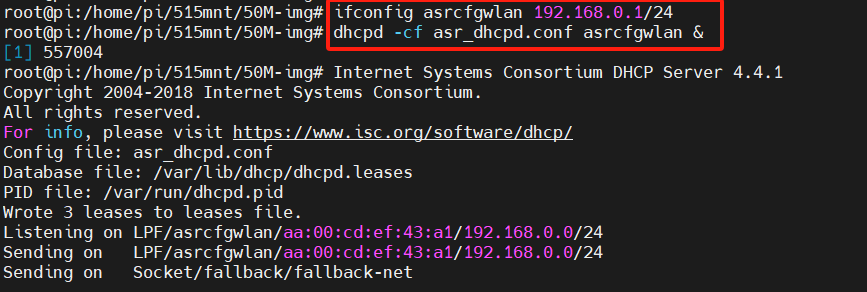 root@pi:/home/pi/515mnt/50M-img# ifconfig asrcfgwlan 192.168.0.1/24
root@pi:/home/pi/515mnt/50M-img# dhcpd -cf asr_dhcpd.conf asrcfgwlan &
[1] 557004
root@pi:/home/pi/515mnt/50M-img# Internet Systems Consortium DHCP Server 4.4.1
Copyright 2004-2018 Internet Systems Consortium.
All rights reserved.
For info, please visit https://www.isc.org/software/dhcp/
Config file: asr_dhcpd.conf
Database file: /var/lib/dhcp/dhcpd.leases
PID file: /var/run/dhcpd.pid
Wrote 3 leases to leases file.
Listening on LPF/asrcfgwlan/aa:00:cd:ef:43:a1/192.168.0.0/24
Sending on   LPF/asrcfgwlan/aa:00:cd:ef:43:a1/192.168.0.0/24
Sending on   Socket/fallback/fallback-net